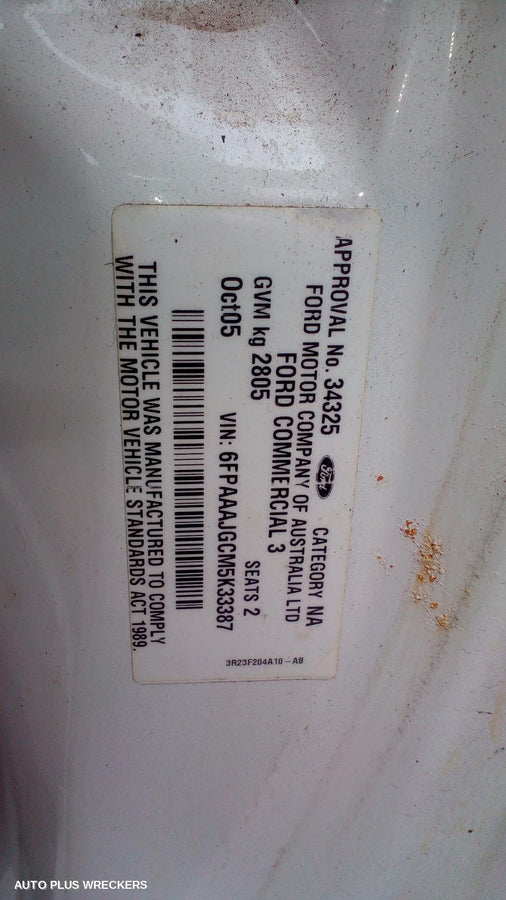 APPROVAL No. 34325 Ford CATEGORY NA
FORD MOTOR COMPANY OF AUSTRALIA LTD
FORD COMMERCIAL 3
GVM kg 2805 SEATS 2
Oct05 VIN: 6FPAAAJGCM5K33387
THIS VEHICLE WAS MANUFACTURED TO COMPLY
WITH THE MOTOR VEHICLE STANDARDS ACT 1989.
3R23F204A10-AB
AUTO PLUS WRECKERS